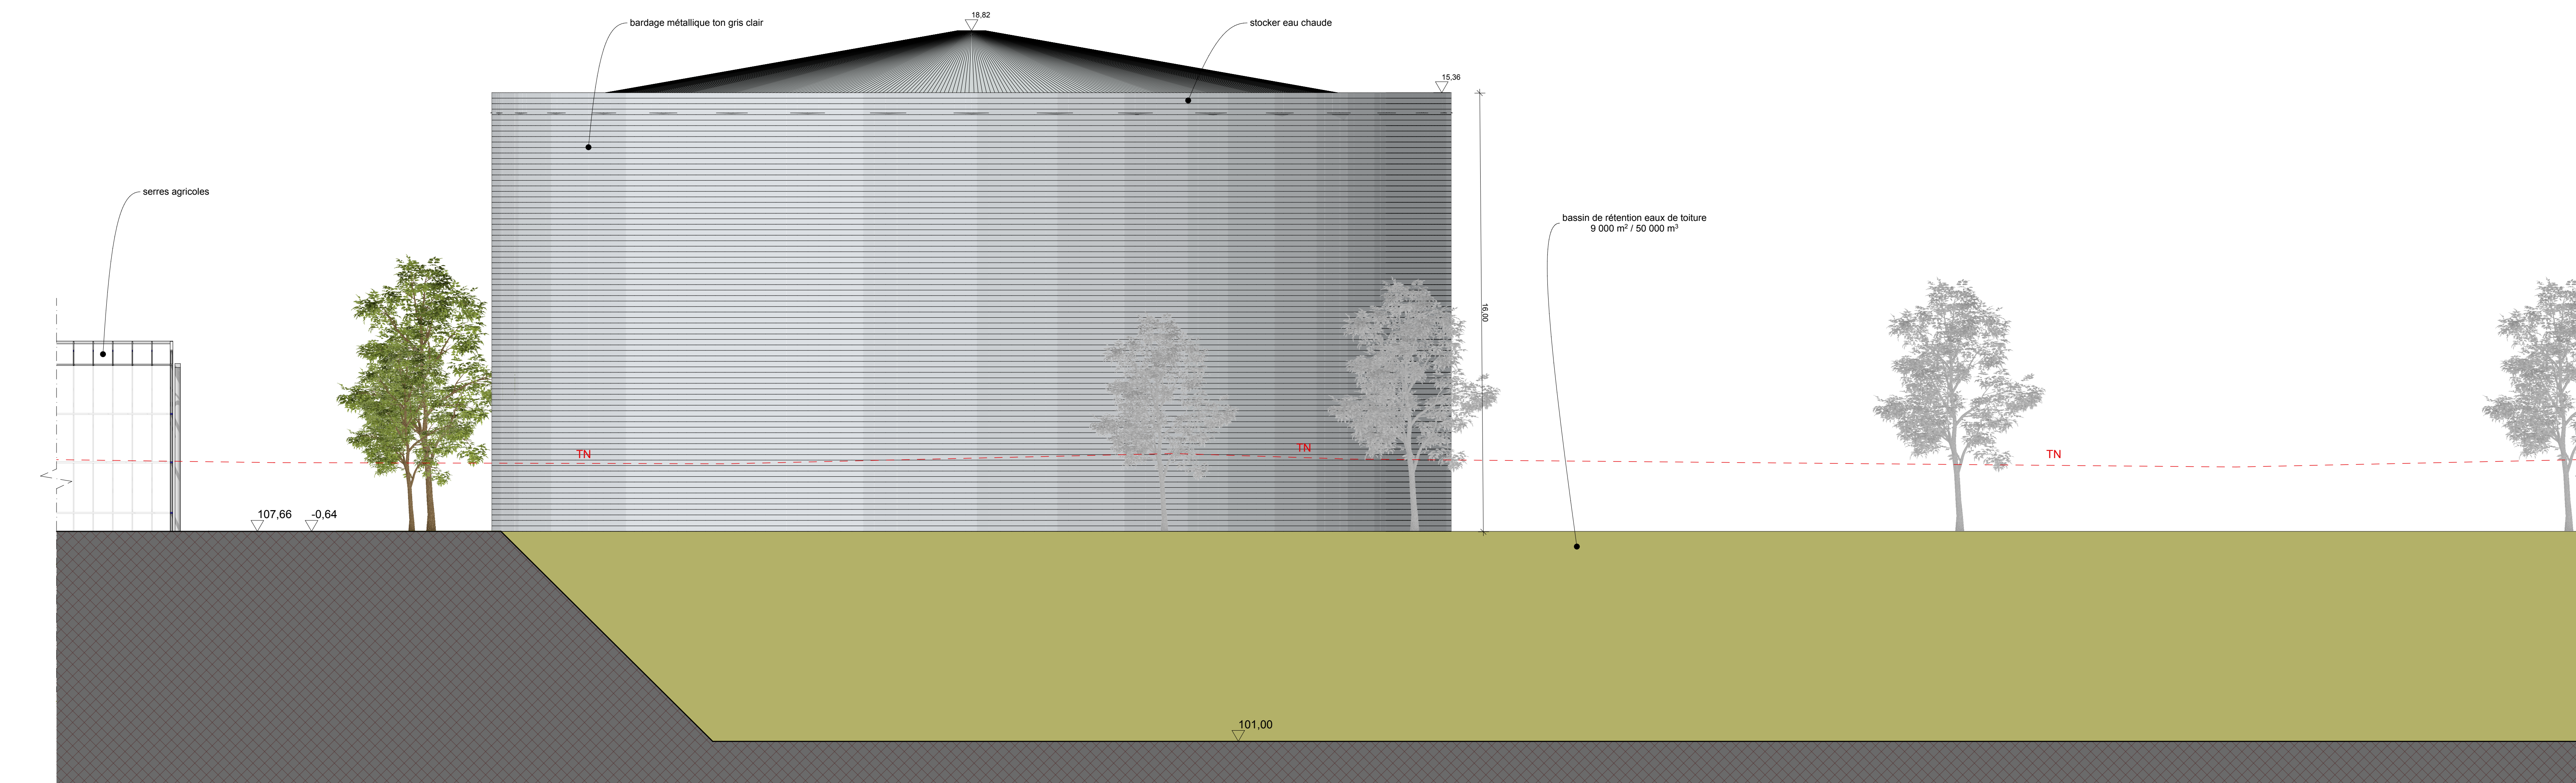 18,82
bardage métallique ton gris clair
stocker eau chaude
15,36
serres agricoles
bassin de rétention eaux de toiture
9 000 m² / 50 000 m³
16,00
TN
TN
TN
107,66
-0,64
101,00